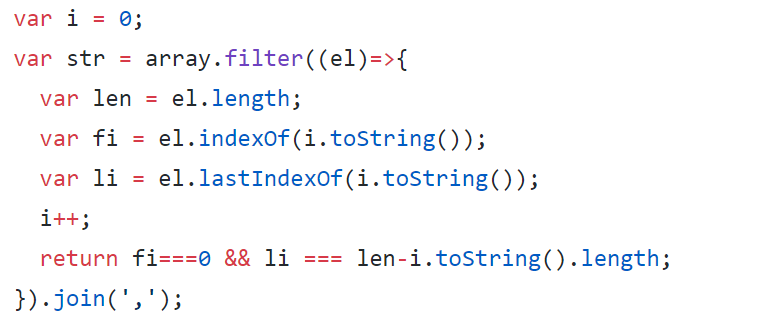 var i = 0;
var str = array.filter((el)=>{
  var len = el.length;
  var fi = el.indexOf(i.toString());
  var li = el.lastIndexOf(i.toString());
  i++;
  return fi===0 && li === len-i.toString().length;
}).join(',');